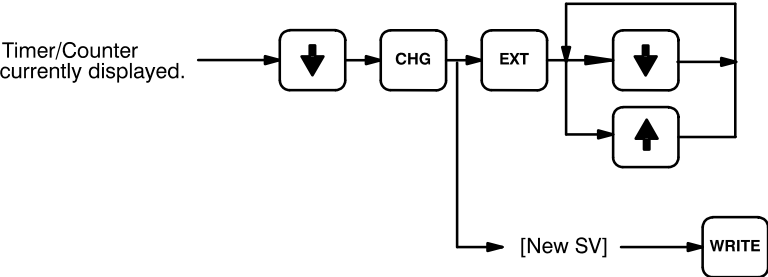 Timer/Counter
currently displayed.
CHG
EXT
[New SV]
WRITE